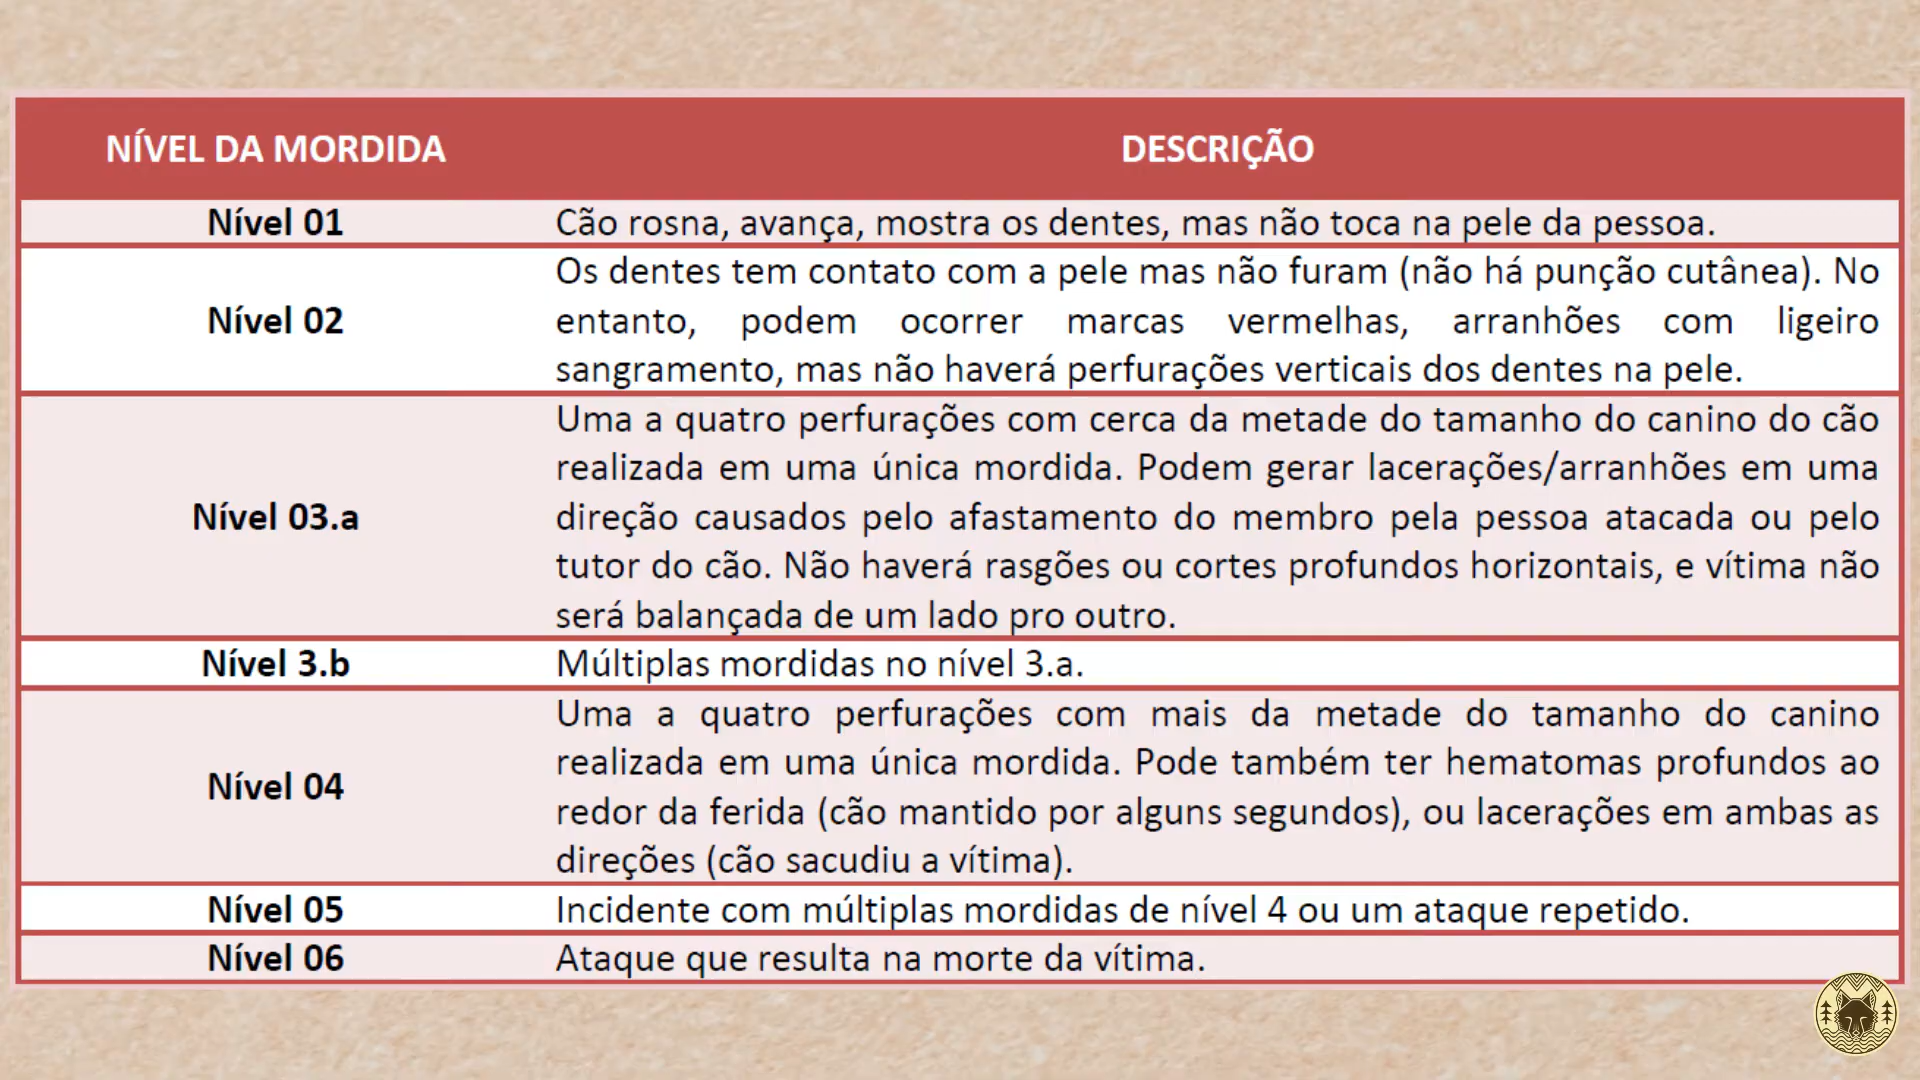 NÍVEL DA MORDIDA
DESCRIÇÃO
Nível 01
Cão rosna, avança, mostra os dentes, mas não toca na pele da pessoa.
Nível 02
Os dentes tem contato com a pele mas não furam (não há punção cutânea). No
entanto, podem ocorrer marcas vermelhas, arranhões com ligeiro
sangramento, mas não haverá perfurações verticais dos dentes na pele.
Nível 03.a
Uma a quatro perfurações com cerca da metade do tamanho do canino do cão
realizada em uma única mordida. Podem gerar lacerações/arranhões em uma
direção causados pelo afastamento do membro pela pessoa atacada ou pelo
tutor do cão. Não haverá rasgões ou cortes profundos horizontais, e vítima não
será balançada de um lado pro outro.
Nível 3.b
Múltiplas mordidas no nível 3.a.
Nível 04
Uma a quatro perfurações com mais da metade do tamanho do canino
realizada em uma única mordida. Pode também ter hematomas profundos ao
redor da ferida (cão mantido por alguns segundos), ou lacerações em ambas as
direções (cão sacudiu a vítima).
Nível 05
Incidente com múltiplas mordidas de nível 4 ou um ataque repetido.
Nível 06
Ataque que resulta na morte da vítima.